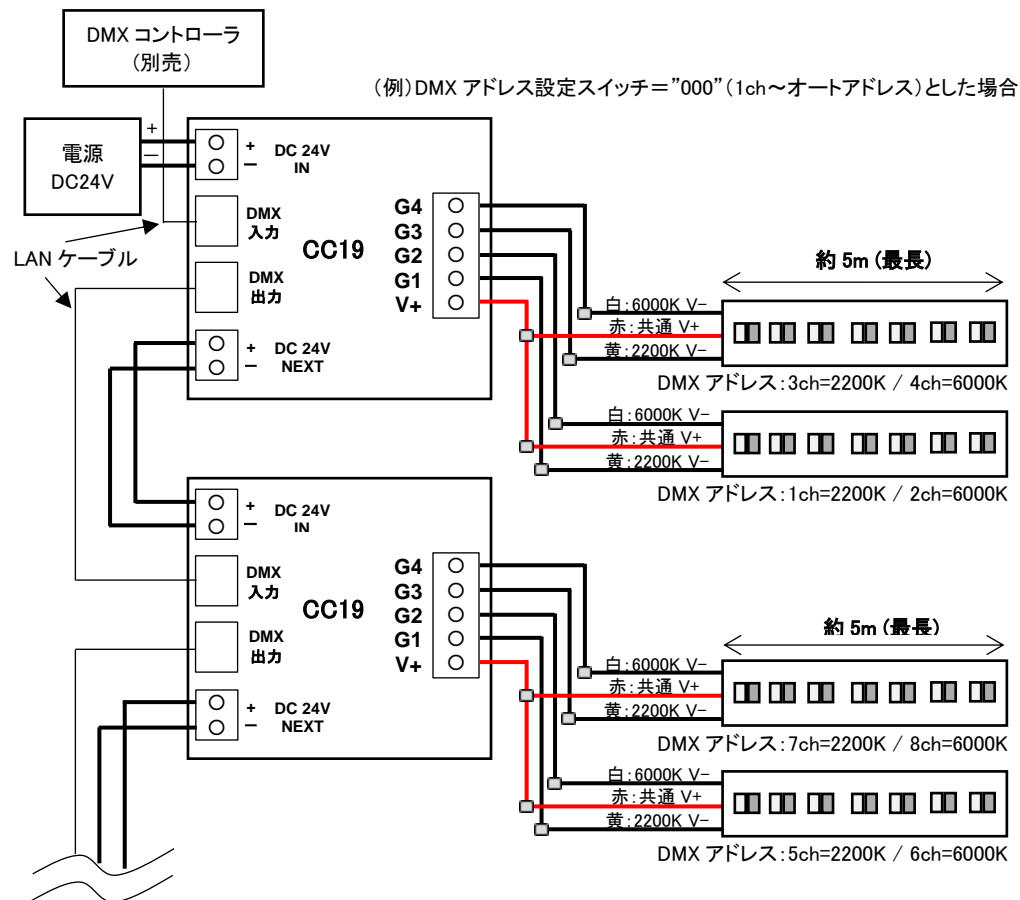 DMX コントローラ
(別売)
(例)DMX アドレス設定スイッチ=”000”(1ch~オートアドレス)とした場合
電源
DC24V
+
−
LAN ケーブル
+ DC 24V
− IN
DMX
入力
DMX
出力
+ DC 24V
− NEXT
CC19
G4
G3
G2
G1
V+
約 5m (最長)
白:6000K V-
赤:共通 V+
黄:2200K V-
DMX アドレス:3ch=2200K / 4ch=6000K
白:6000K V-
赤:共通 V+
黄:2200K V-
DMX アドレス:1ch=2200K / 2ch=6000K
+ DC 24V
− IN
DMX
入力
DMX
出力
+ DC 24V
− NEXT
CC19
G4
G3
G2
G1
V+
約 5m (最長)
白:6000K V-
赤:共通 V+
黄:2200K V-
DMX アドレス:7ch=2200K / 8ch=6000K
白:6000K V-
赤:共通 V+
黄:2200K V-
DMX アドレス:5ch=2200K / 6ch=6000K